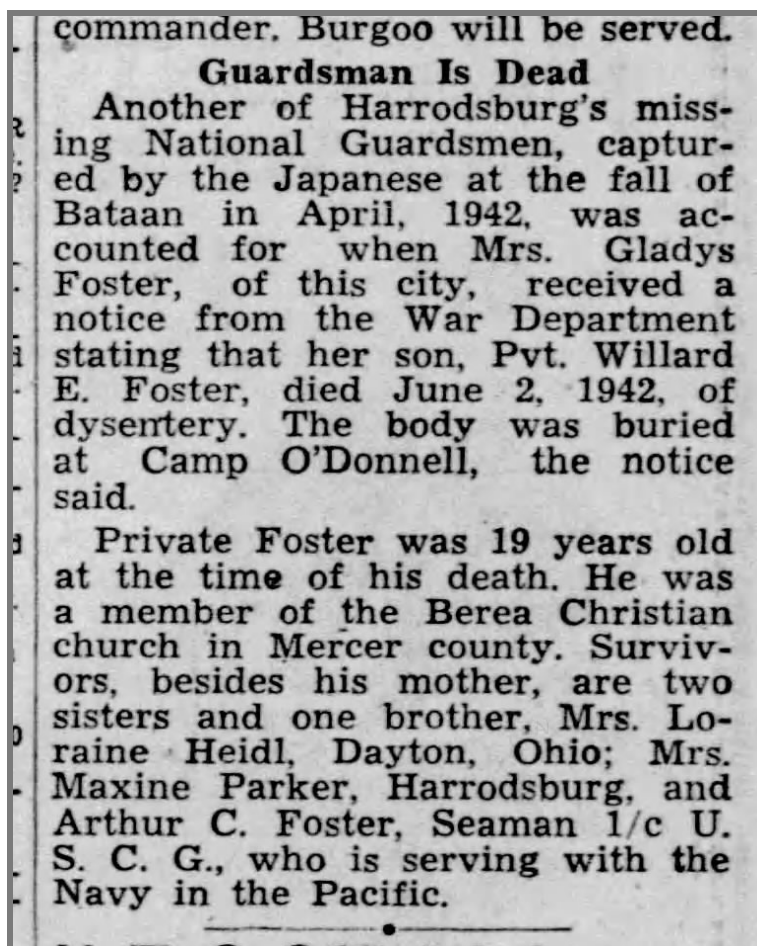 commander. Burgoo will be served.
Guardsman Is Dead
Another of Harrodsburg's miss-
ing National Guardsmen, captur-
ed by the Japanese at the fall of
Bataan in April, 1942, was ac-
counted for when Mrs. Gladys
Foster, of this city, received a
notice from the War Department
stating that her son, Pvt. Willard
E. Foster, died June 2, 1942, of
dysentery. The body was buried
at Camp O'Donnell, the notice
said.
Private Foster was 19 years old
at the time of his death. He was
a member of the Berea Christian
church in Mercer county. Surviv-
ors, besides his mother, are two
sisters and one brother, Mrs. Lo-
raine Heidl, Dayton, Ohio; Mrs.
Maxine Parker, Harrodsburg, and
Arthur C. Foster, Seaman 1/c U.
S. C. G., who is serving with the
Navy in the Pacific.